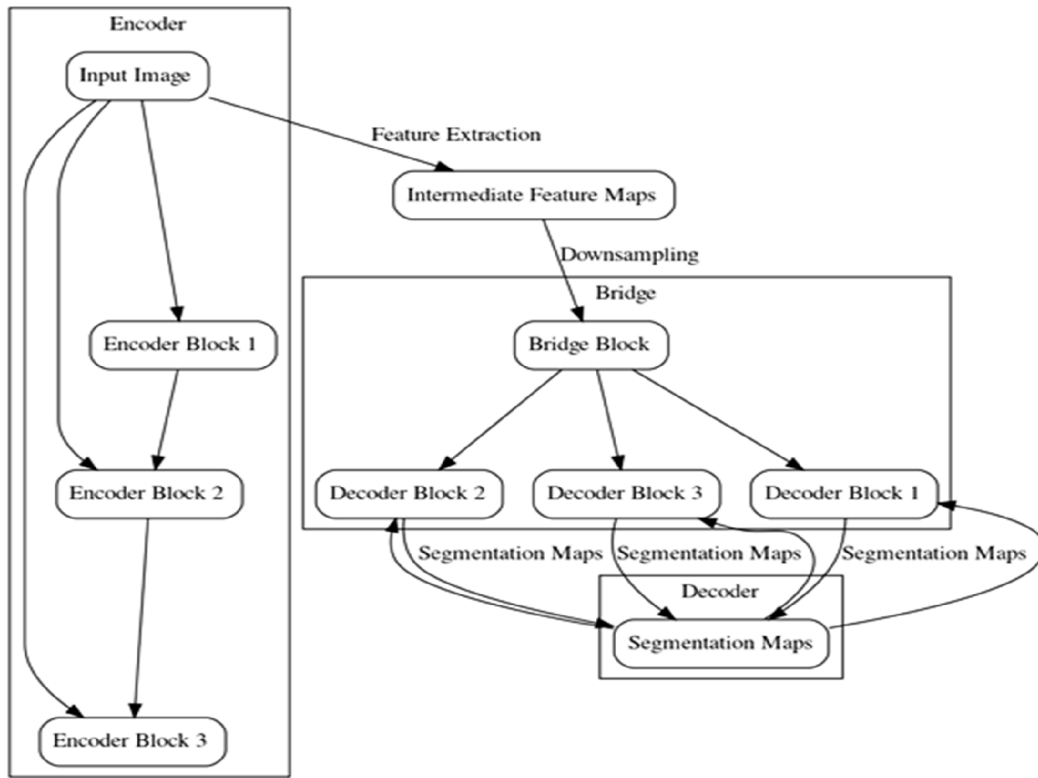 Encoder
Input Image
Feature Extraction
Intermediate Feature Maps
Downsampling
Bridge
Encoder Block 1
Bridge Block
Encoder Block 2
Decoder Block 2
Decoder Block 3
Decoder Block 1
Segmentation Maps
Segmentation Maps
Segmentation Maps
Decoder
Segmentation Maps
Encoder Block 3